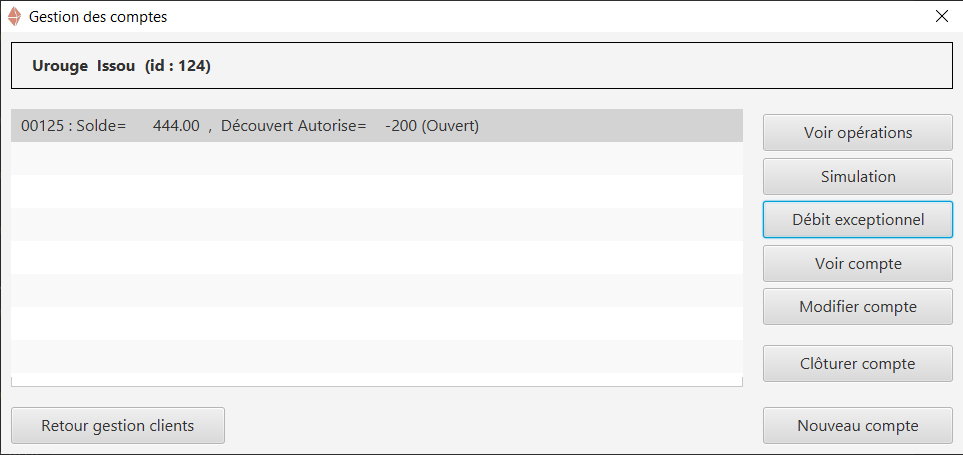 Gestion des comptes
Urouge Issou (id : 124)
00125 : Solde= 444.00 , Découvert Autorise= -200 (Ouvert)
Voir opérations
Simulation
Débit exceptionnel
Voir compte
Modifier compte
Clôturer compte
Retour gestion clients
Nouveau compte